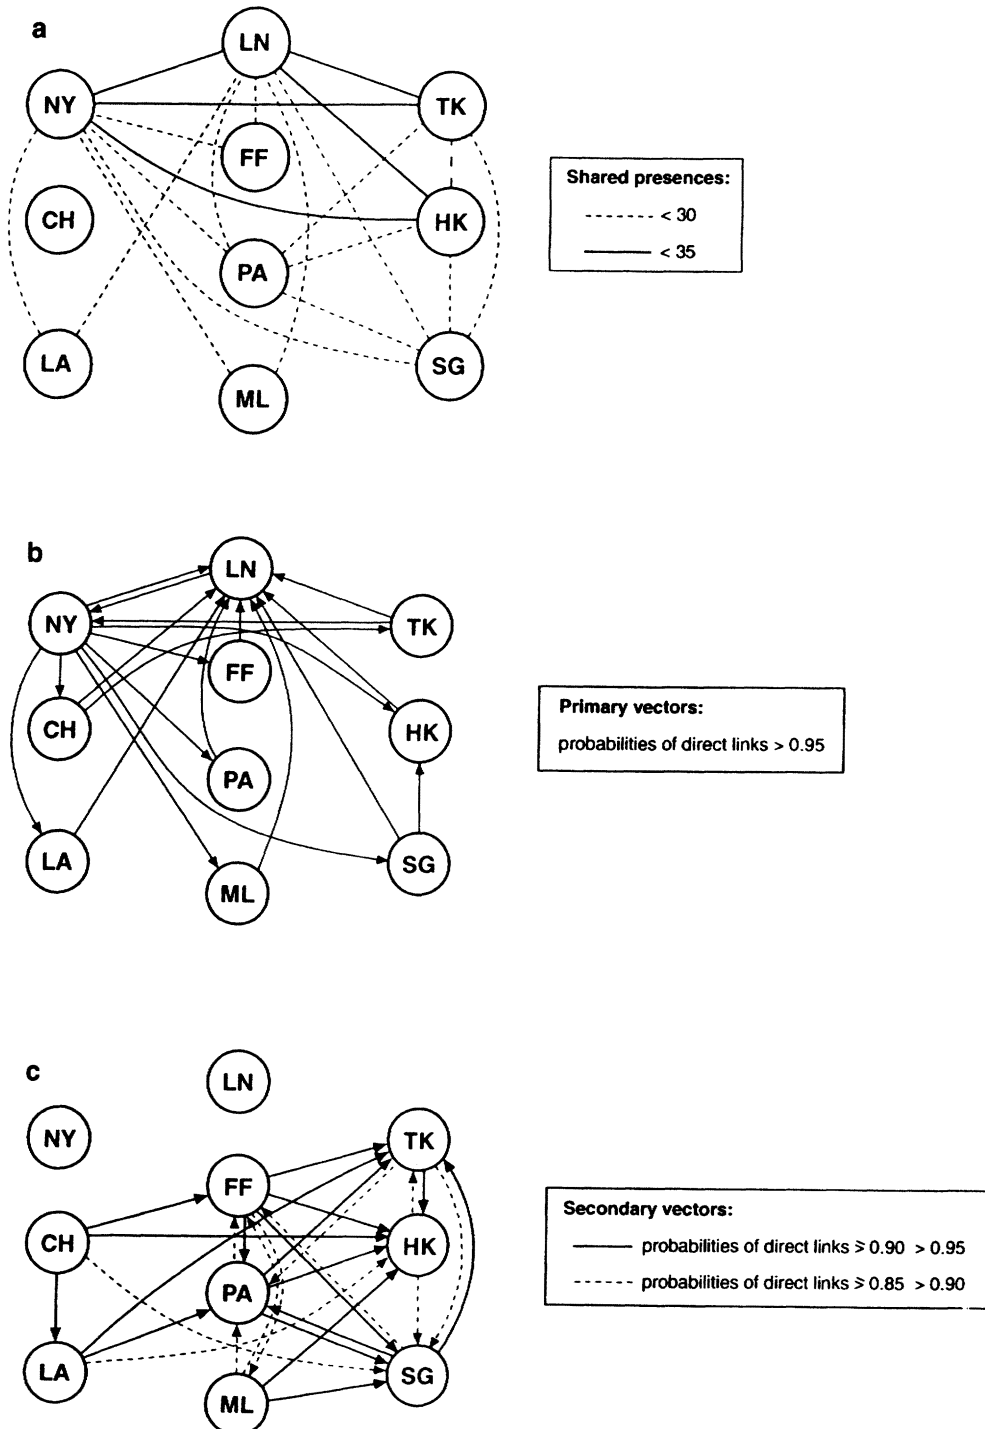 a
LN
NY
TK
FF
CH
HK
PA
LA
SG
ML
Shared presences:
< 30
< 35
b
LN
NY
TK
FF
CH
HK
PA
LA
SG
ML
Primary vectors:
probabilities of direct links > 0.95
c
LN
NY
TK
FF
CH
HK
PA
LA
SG
ML
Secondary vectors:
probabilities of direct links ⩾ 0.90 > 0.95
probabilities of direct links ⩾ 0.85 > 0.90